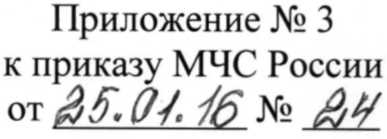 Приложение № 3
к приказу МЧС России
от 25.01.16 № 24